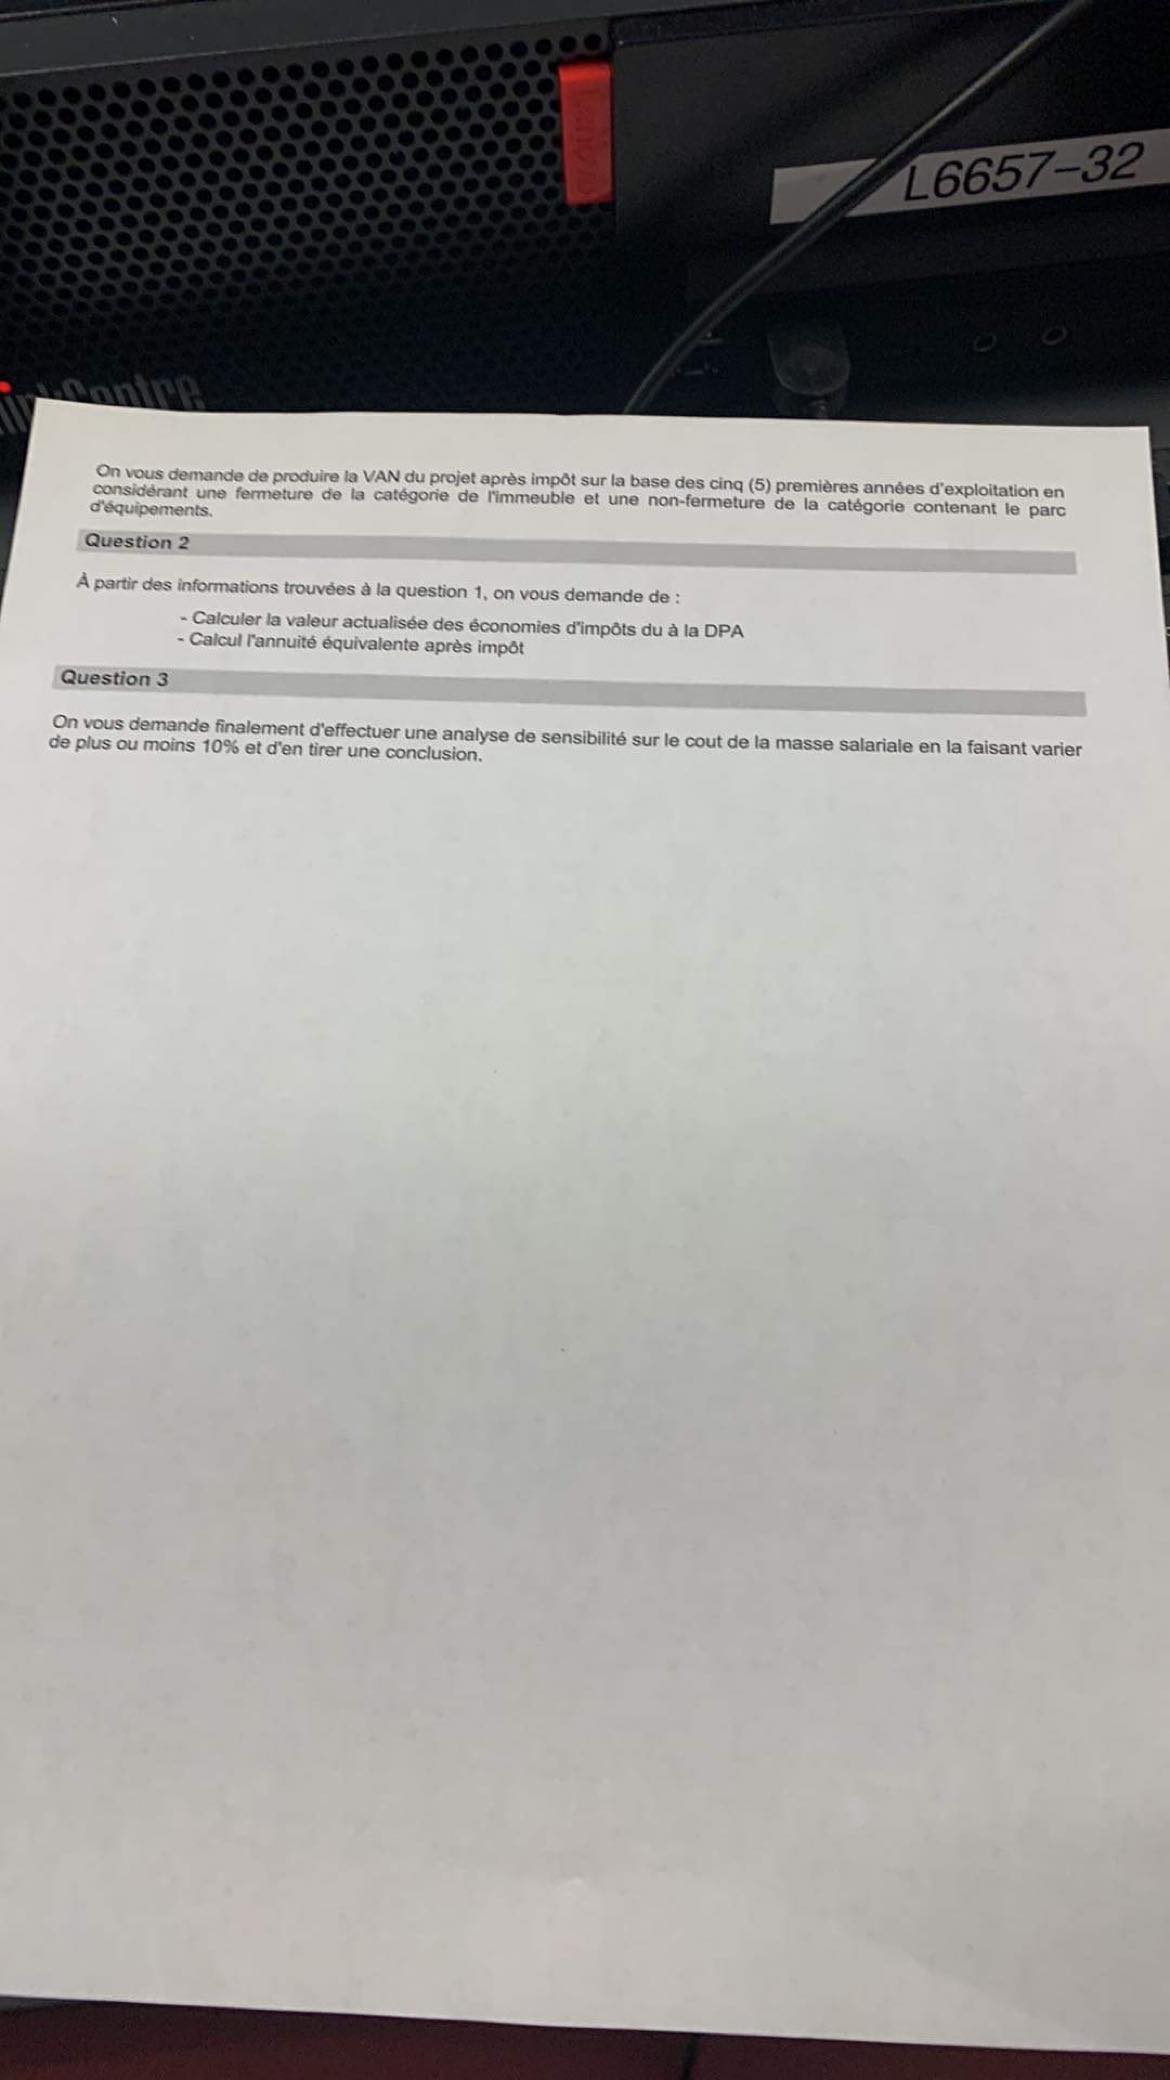 L6657-32
Centre
On vous demande de produire la VAN du projet après impôt sur la base des cinq (5) premières années d'exploitation en
considérant une fermeture de la catégorie de l'immeuble et une non-fermeture de la catégorie contenant le parc
d'équipements.
Question 2
À partir des informations trouvées à la question 1, on vous demande de :
- Calculer la valeur actualisée des économies d'impôts du à la DPA
- Calcul l'annuité équivalente après impôt
Question 3
On vous demande finalement d'effectuer une analyse de sensibilité sur le cout de la masse salariale en la faisant varier
de plus ou moins 10% et d'en tirer une conclusion.